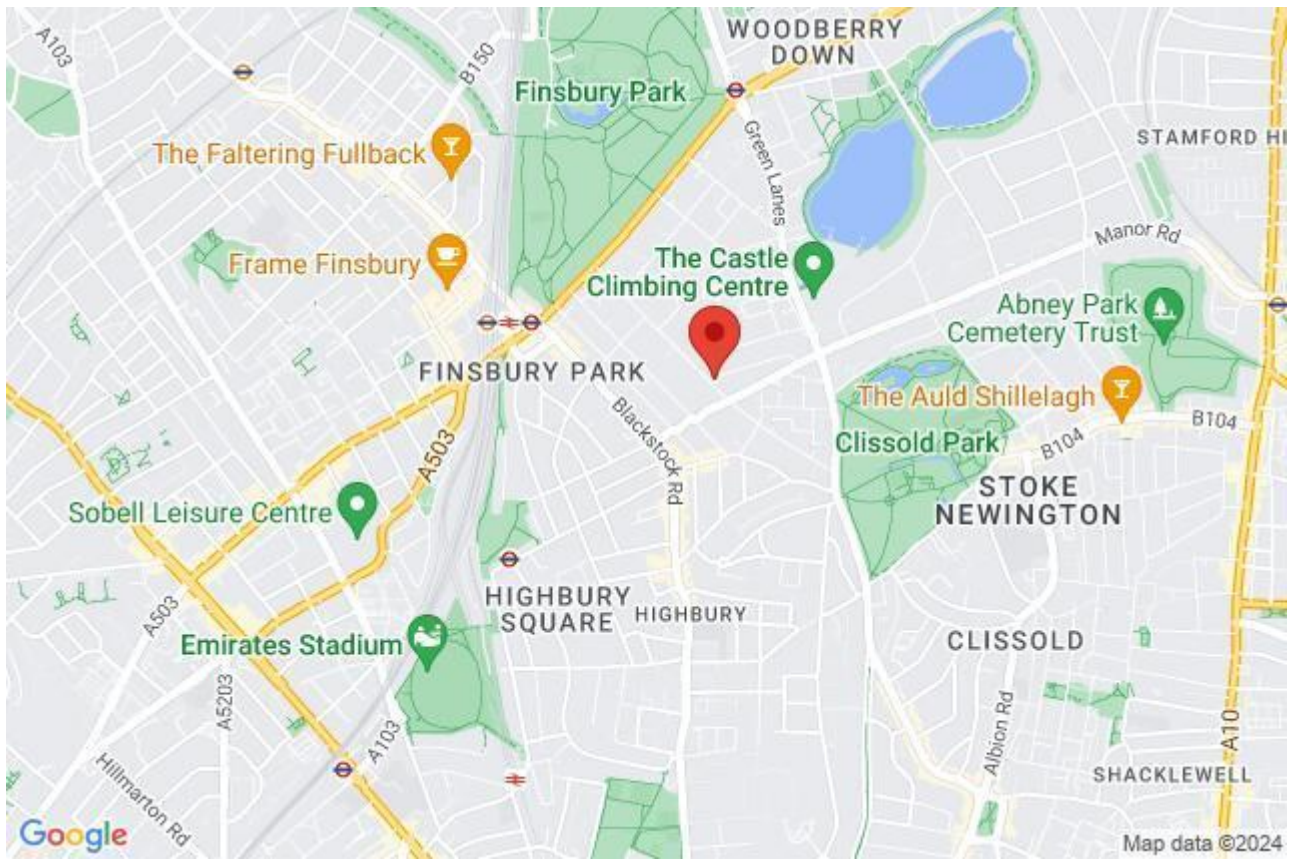 WOODBERRY
DOWN
A103
B150
Finsbury Park
STAMFORD HI
The Faltering Fullback
Green Lanes
Manor Rd
Frame Finsbury
The Castle
Climbing Centre
Abney Park
Cemetery Trust
FINSBURY PARK
The Auld Shillelagh
Blackstock Rd
B104
B104
Clissold Park
A503
STOKE
NEWINGTON
Sobell Leisure Centre
HIGHBURY
SQUARE
HIGHBURY
A503
Emirates Stadium
CLISSOLD
A5203
A103
Albion Rd
A10
Hillmarton Rd
SHACKLEWELL
Google
Map data ©2024